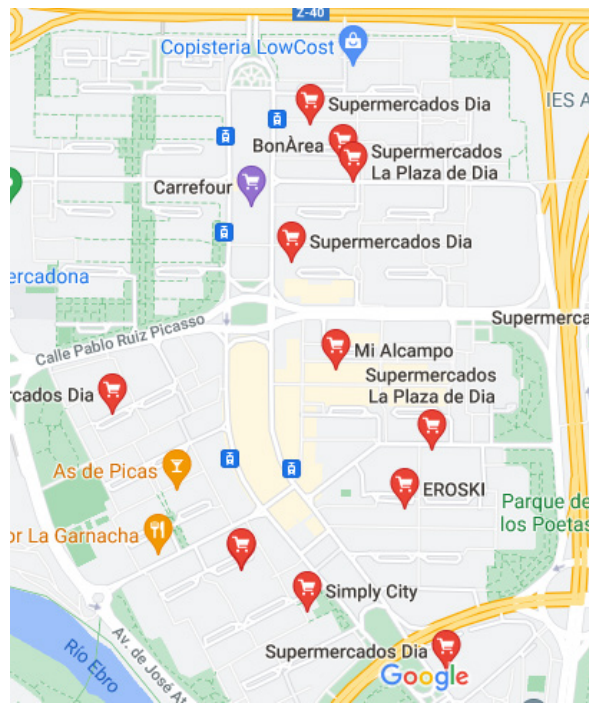 Z-40
Copisteria LowCost
Supermercados Dia
IES A
BonÀrea
Supermercados
La Plaza de Dia
Carrefour
Supermercados Dia
ercadona
Supermerca
Calle Pablo Ruiz Picasso
Mi Alcampo
Supermercados
La Plaza de Dia
rcados Dia
As de Picas
EROSKI
Parque de
los Poetas
or La Garnacha
Simply City
Av. de José At
Río Ebro
Supermercados Dia
Google